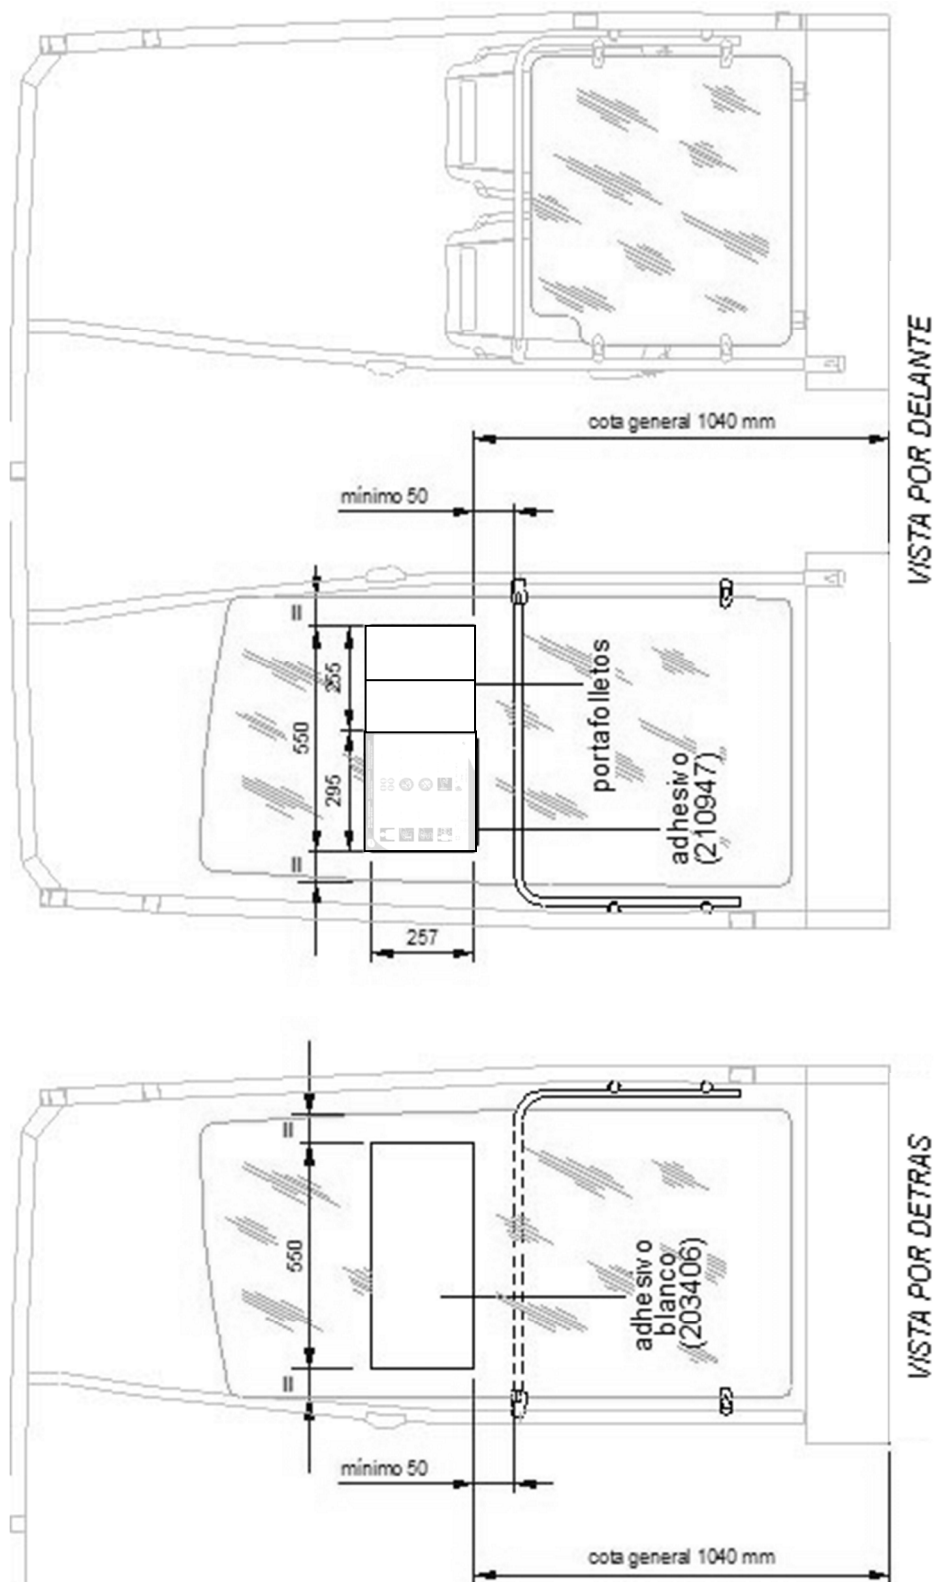 cota general 1040 mm
VISTA POR DELANTE
mínimo 50
=
255
550
295
=
portafolletos
adhesivo
(210947)
257
=
550
=
adhesivo
blanco
(203406)
VISTA POR DETRAS
mínimo 50
cota general 1040 mm